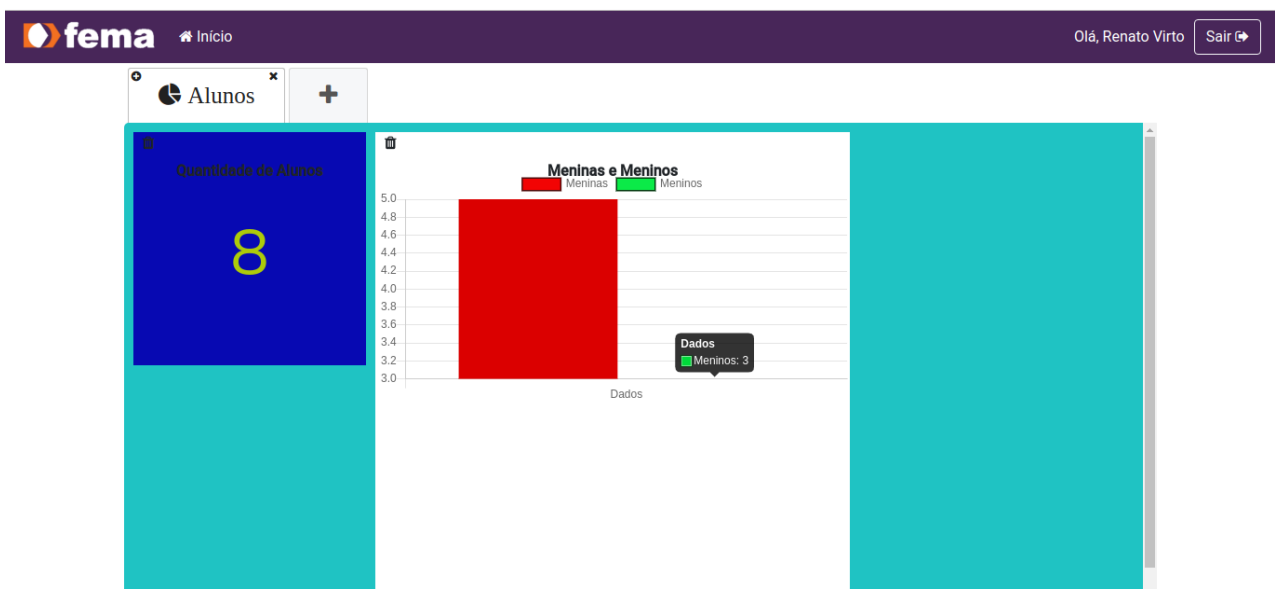 fema Início Olá, Renato Virto Sair
Alunos
Quantidade de Alunos
8
Meninas e Meninos
Meninas Meninos
5.0
4.8
4.6
4.4
4.2
4.0
3.8
3.6
3.4
3.2
3.0
Dados
Meninos: 3
Dados